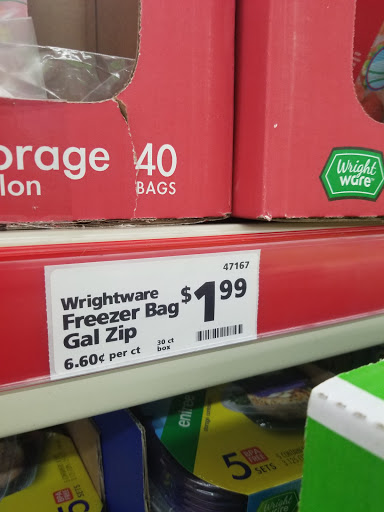 orage 40
lon BAGS
Wright
ware
47167
Wrightware
Freezer Bag
Gal Zip
$1.99
6.60¢ per ct
30 ct
box
5
SETS